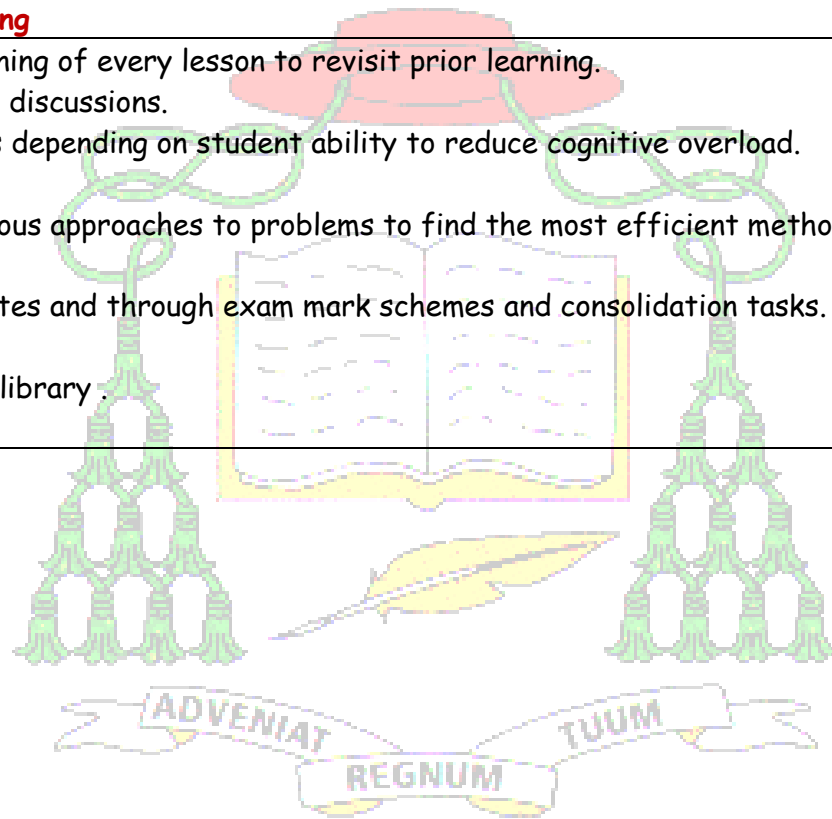 ng
ning of every lesson to revisit prior learning.
discussions.
depending on student ability to reduce cognitive overload.
ous approaches to problems to find the most efficient metho
tes and through exam mark schemes and consolidation tasks.
library .
ADVENIAT
REGNUM
TUUM